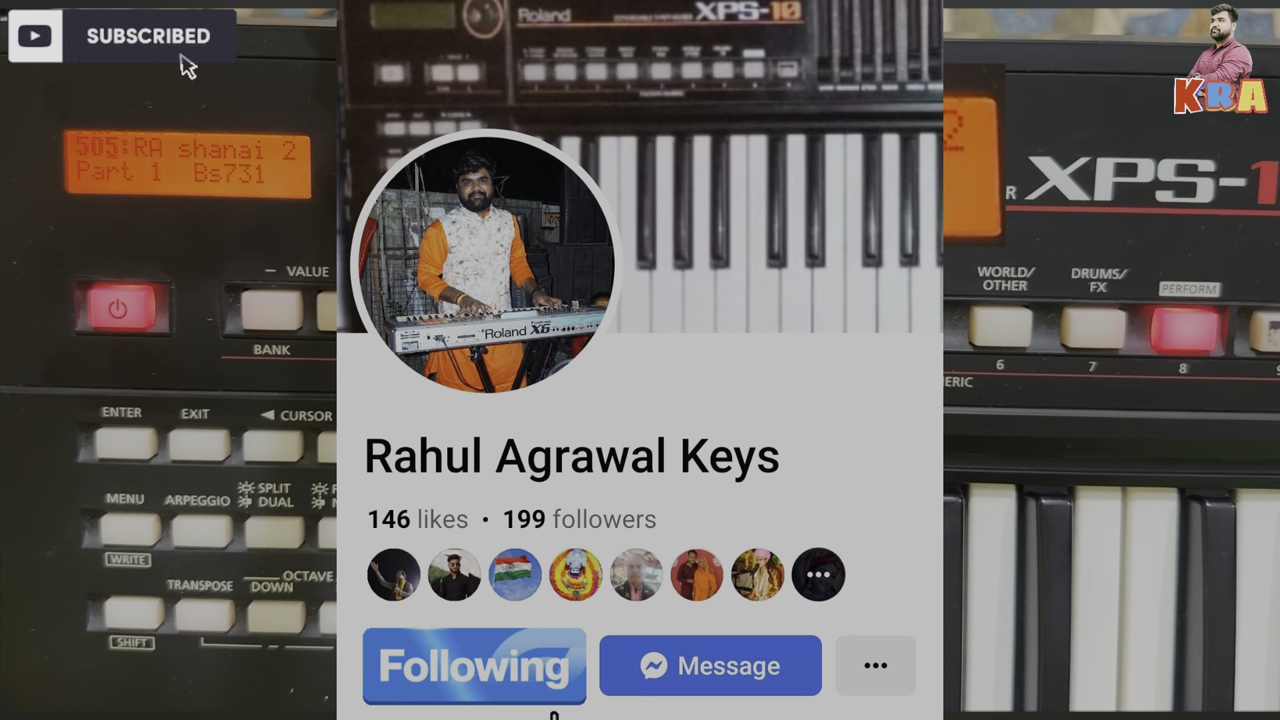 SUBSCRIBED
KRA
505:RA shanai 2
Part 1 Bs731
VALUE
BANK
ENTER
EXIT
CURSOR
MENU
ARPEGGIO
SPLIT
DUAL
WRITE
TRANSPOSE
DOWN
OCTAVE
SHIFT
Roland
XPS-10
Roland X6
Rahul Agrawal Keys
146 likes • 199 followers
Following
Message
2
R XPS-1
WORLD/
OTHER
DRUMS/
FX
PERFORM
6
7
8
ERIC